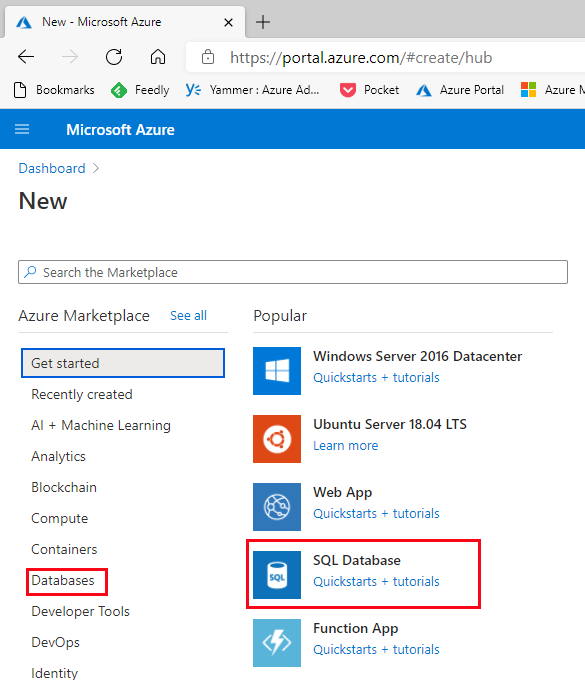 New - Microsoft Azure
https://portal.azure.com/#create/hub
Bookmarks Feedly Yammer : Azure Ad... Pocket Azure Portal Azure M
Microsoft Azure
Dashboard
New
Search the Marketplace
Azure Marketplace See all
Get started
Recently created
AI + Machine Learning
Analytics
Blockchain
Compute
Containers
Databases
Developer Tools
DevOps
Identity
Popular
Windows Server 2016 Datacenter
Quickstarts + tutorials
Ubuntu Server 18.04 LTS
Learn more
Web App
Quickstarts + tutorials
SQL
SQL Database
Quickstarts + tutorials
Function App
Quickstarts + tutorials